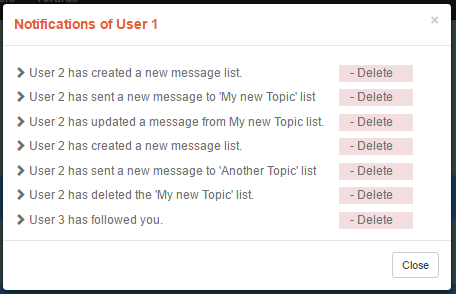 Notifications of User 1 ×
User 2 has created a new message list. - Delete
User 2 has sent a new message to 'My new Topic' list - Delete
User 2 has updated a message from My new Topic list. - Delete
User 2 has created a new message list. - Delete
User 2 has sent a new message to 'Another Topic' list - Delete
User 2 has deleted the 'My new Topic' list. - Delete
User 3 has followed you. - Delete
Close